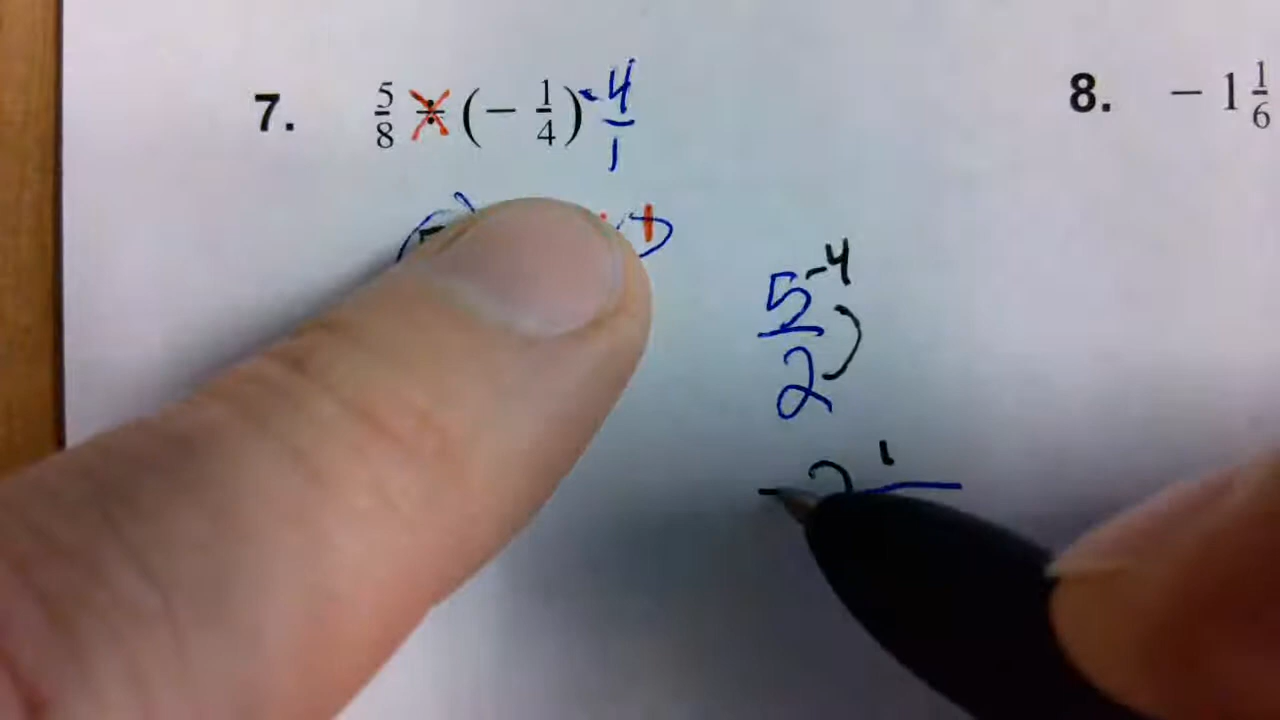 7. 5/8 ÷ (- 1/4) - 4/1
8. - 1 1/6
+
5 -4
2
- 2 1